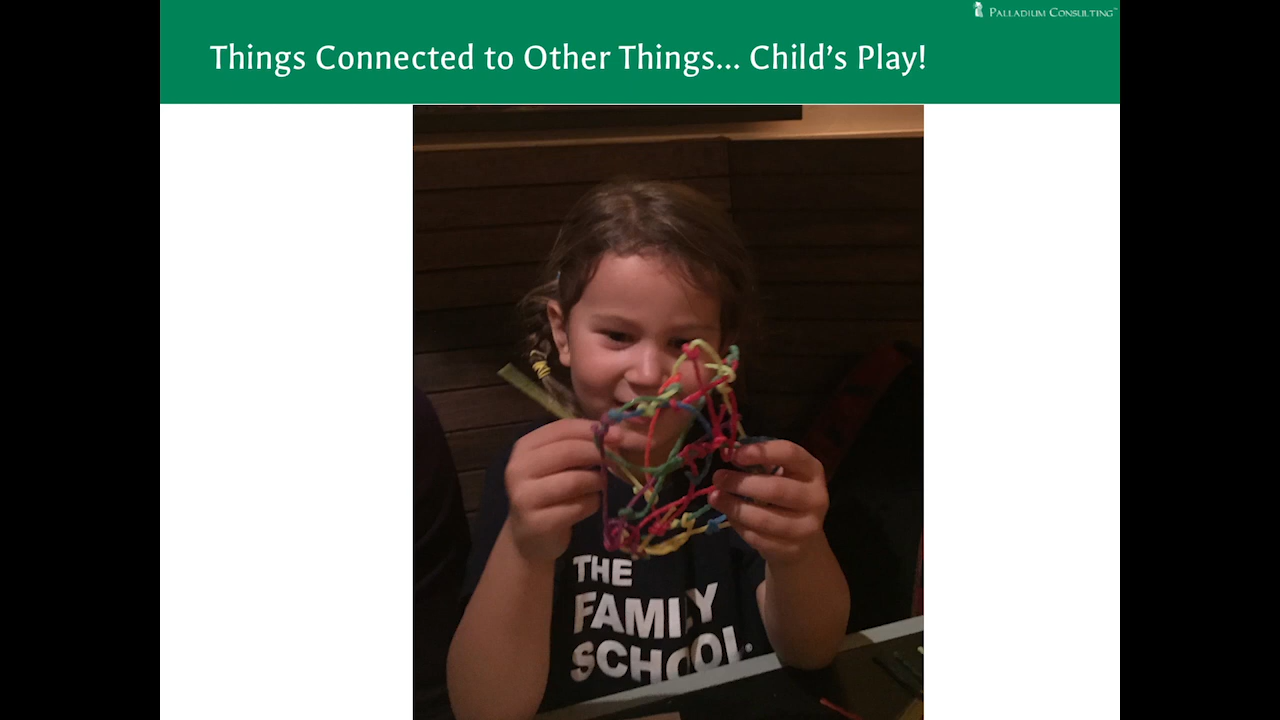 PALLADIUM CONSULTING™
Things Connected to Other Things... Child’s Play!
THE
FAMILY
SCHOOL.